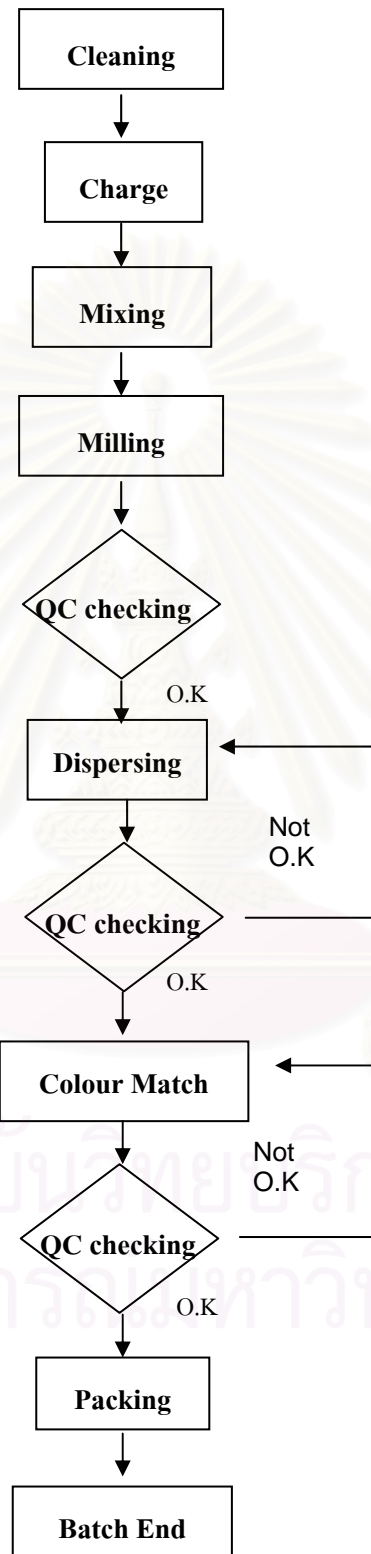 Cleaning
Charge
Mixing
Milling
QC checking
O.K
Dispersing
Not
O.K
QC checking
O.K
Colour Match
Not
O.K
QC checking
O.K
Packing
Batch End